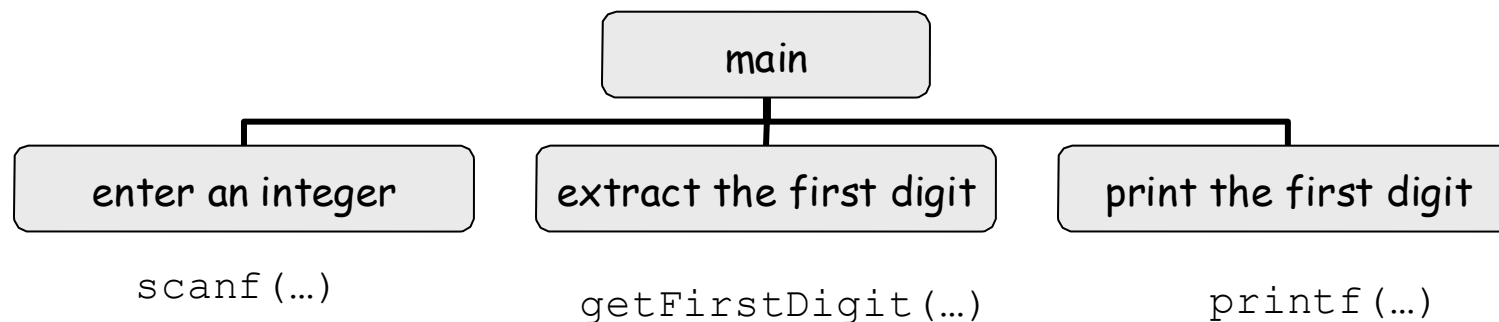 main
enter an integer
extract the first digit
print the first digit
scanf(…)
getFirstDigit(…)
printf(…)